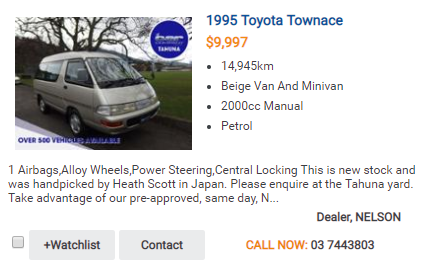 1995 Toyota Townace
$9,997
14,945km
Beige Van And Minivan
2000cc Manual
Petrol
TAHUNA
OVER 500 VEHICLES AVAILABLE
1 Airbags,Alloy Wheels,Power Steering,Central Locking This is new stock and
was handpicked by Heath Scott in Japan. Please enquire at the Tahuna yard.
Take advantage of our pre-approved, same day, N...
Dealer, NELSON
+Watchlist
Contact
CALL NOW: 03 7443803